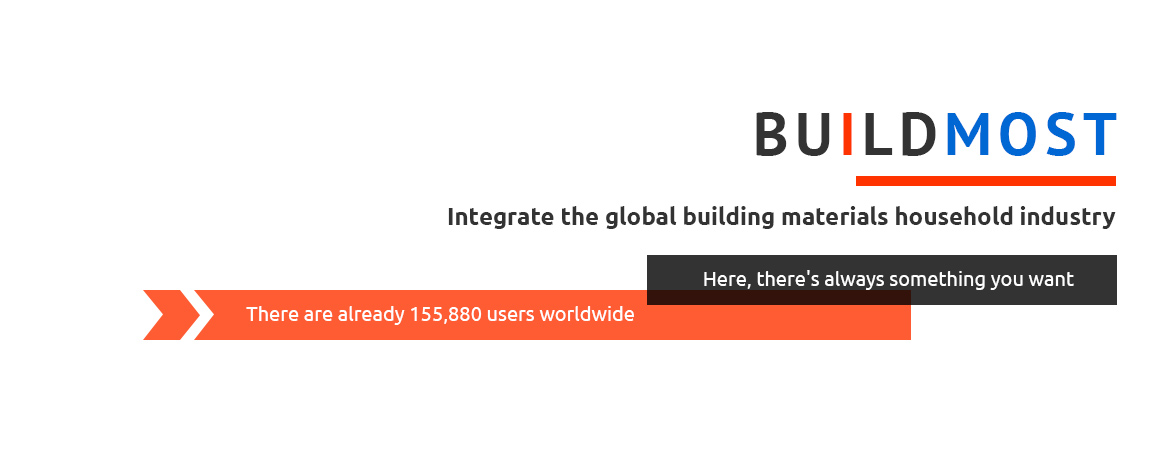 BUILDMOST
Integrate the global building materials household industry
Here, there's always something you want
There are already 155,880 users worldwide